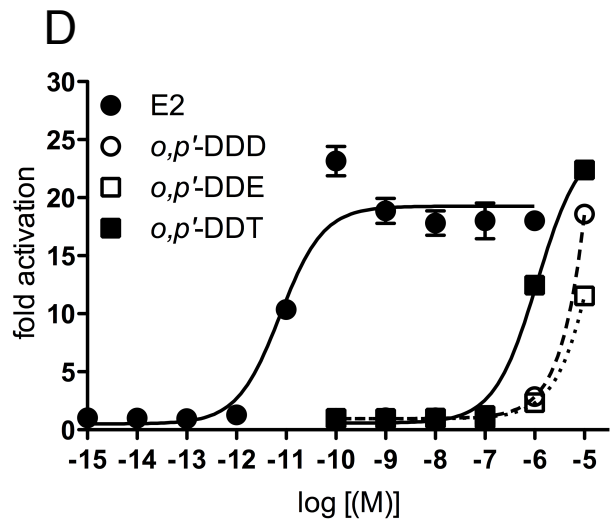 D
fold activation
30
25
20
15
10
5
0
E2
o,p'-DDD
o,p'-DDE
o,p'-DDT
-15 -14 -13 -12 -11 -10 -9 -8 -7 -6 -5
log [(M)]